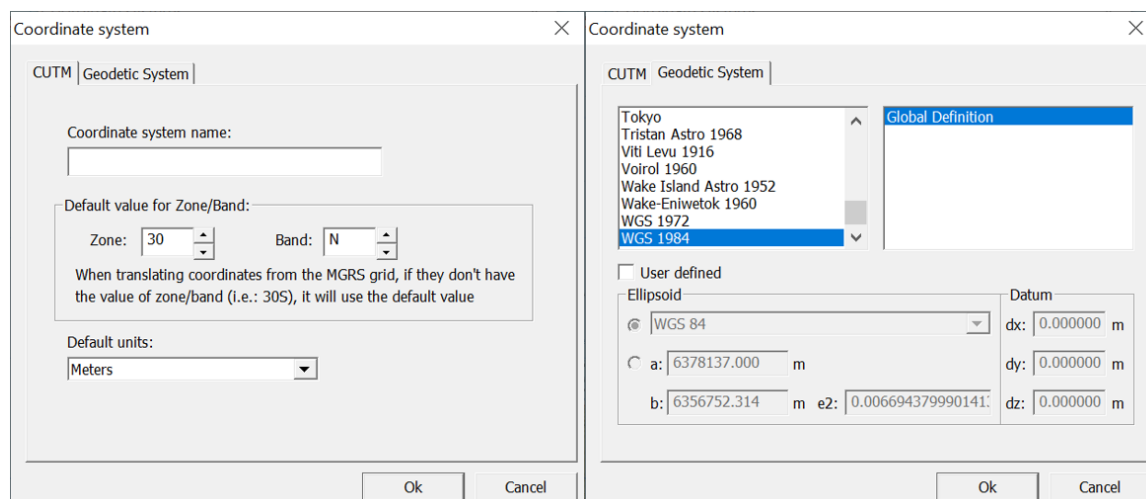 Coordinate system
CUTM
Geodetic System
Coordinate system name:
Default value for Zone/Band:
Zone: 30 Band: N
When translating coordinates from the MGRS grid, if they don't have
the value of zone/band (i.e.: 30S), it will use the default value
Default units:
Meters
Ok Cancel
Coordinate system
CUTM
Geodetic System
Tokyo
Tristan Astro 1968
Viti Levu 1916
Voirol 1960
Wake Island Astro 1952
Wake-Eniwetok 1960
WGS 1972
WGS 1984
Global Definition
User defined
Ellipsoid
WGS 84
a: 6378137.000 m
b: 6356752.314 m e2: 0.006694379990141
Datum
dx: 0.000000 m
dy: 0.000000 m
dz: 0.000000 m
Ok Cancel